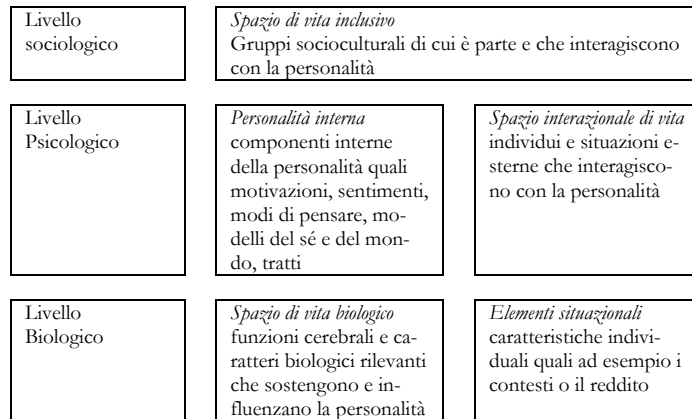 Livello
sociologico
Spazio di vita inclusivo
Gruppi socioculturali di cui è parte e che interagiscono
con la personalità
Livello
Psicologico
Personalità interna
componenti interne
della personalità quali
motivazioni, sentimenti,
modi di pensare, mo-
delli del sé e del mon-
do, tratti
Spazio interazionale di vita
individui e situazioni e-
sterne che interagisco-
no con la personalità
Livello
Biologico
Spazio di vita biologico
funzioni cerebrali e ca-
ratteri biologici rilevanti
che sostengono e in-
fluenzano la personalità
Elementi situazionali
caratteristiche indivi-
duali quali ad esempio i
contesti o il reddito